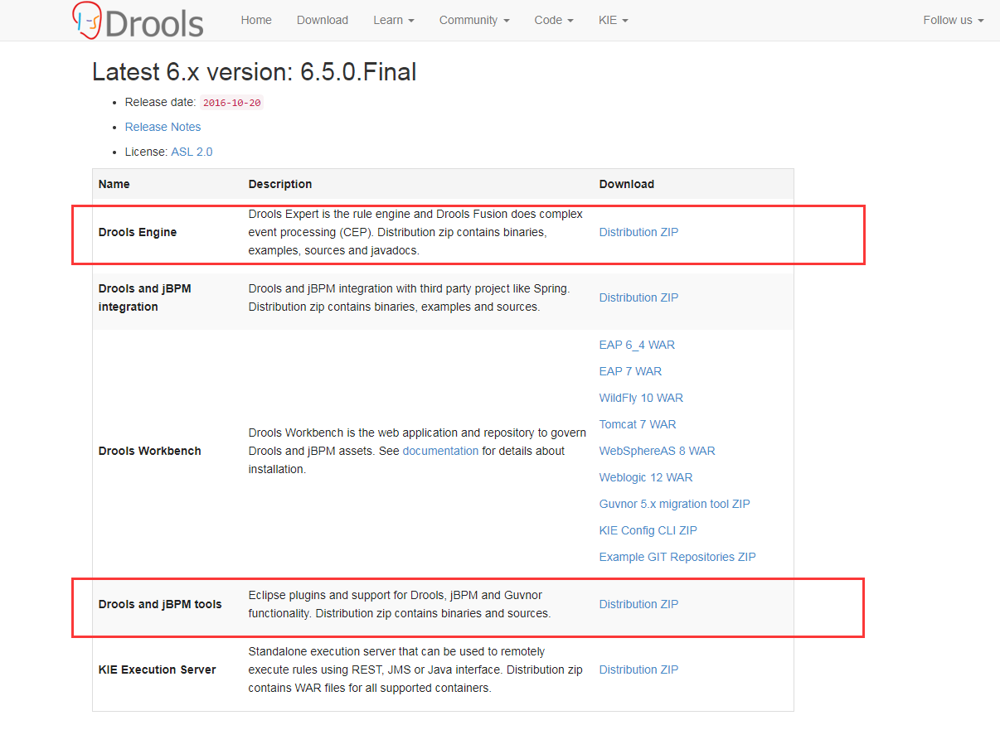 Drools
Home Download Learn Community Code KIE Follow us
Latest 6.x version: 6.5.0.Final
Release date: 2016-10-20
Release Notes
License: ASL 2.0
Name Description Download
Drools Engine
Drools Expert is the rule engine and Drools Fusion does complex
event processing (CEP). Distribution zip contains binaries,
examples, sources and javadocs.
Distribution ZIP
Drools and jBPM
integration
Drools and jBPM integration with third party project like Spring.
Distribution zip contains binaries, examples and sources.
Distribution ZIP
Drools Workbench
Drools Workbench is the web application and repository to govern
Drools and jBPM assets. See documentation for details about
installation.
EAP 6_4 WAR
EAP 7 WAR
WildFly 10 WAR
Tomcat 7 WAR
WebSphereAS 8 WAR
Weblogic 12 WAR
Guvnor 5.x migration tool ZIP
KIE Config CLI ZIP
Example GIT Repositories ZIP
Drools and jBPM tools
Eclipse plugins and support for Drools, jBPM and Guvnor
functionality. Distribution zip contains binaries and sources.
Distribution ZIP
KIE Execution Server
Standalone execution server that can be used to remotely
execute rules using REST, JMS or Java interface. Distribution zip
contains WAR files for all supported containers.
Distribution ZIP